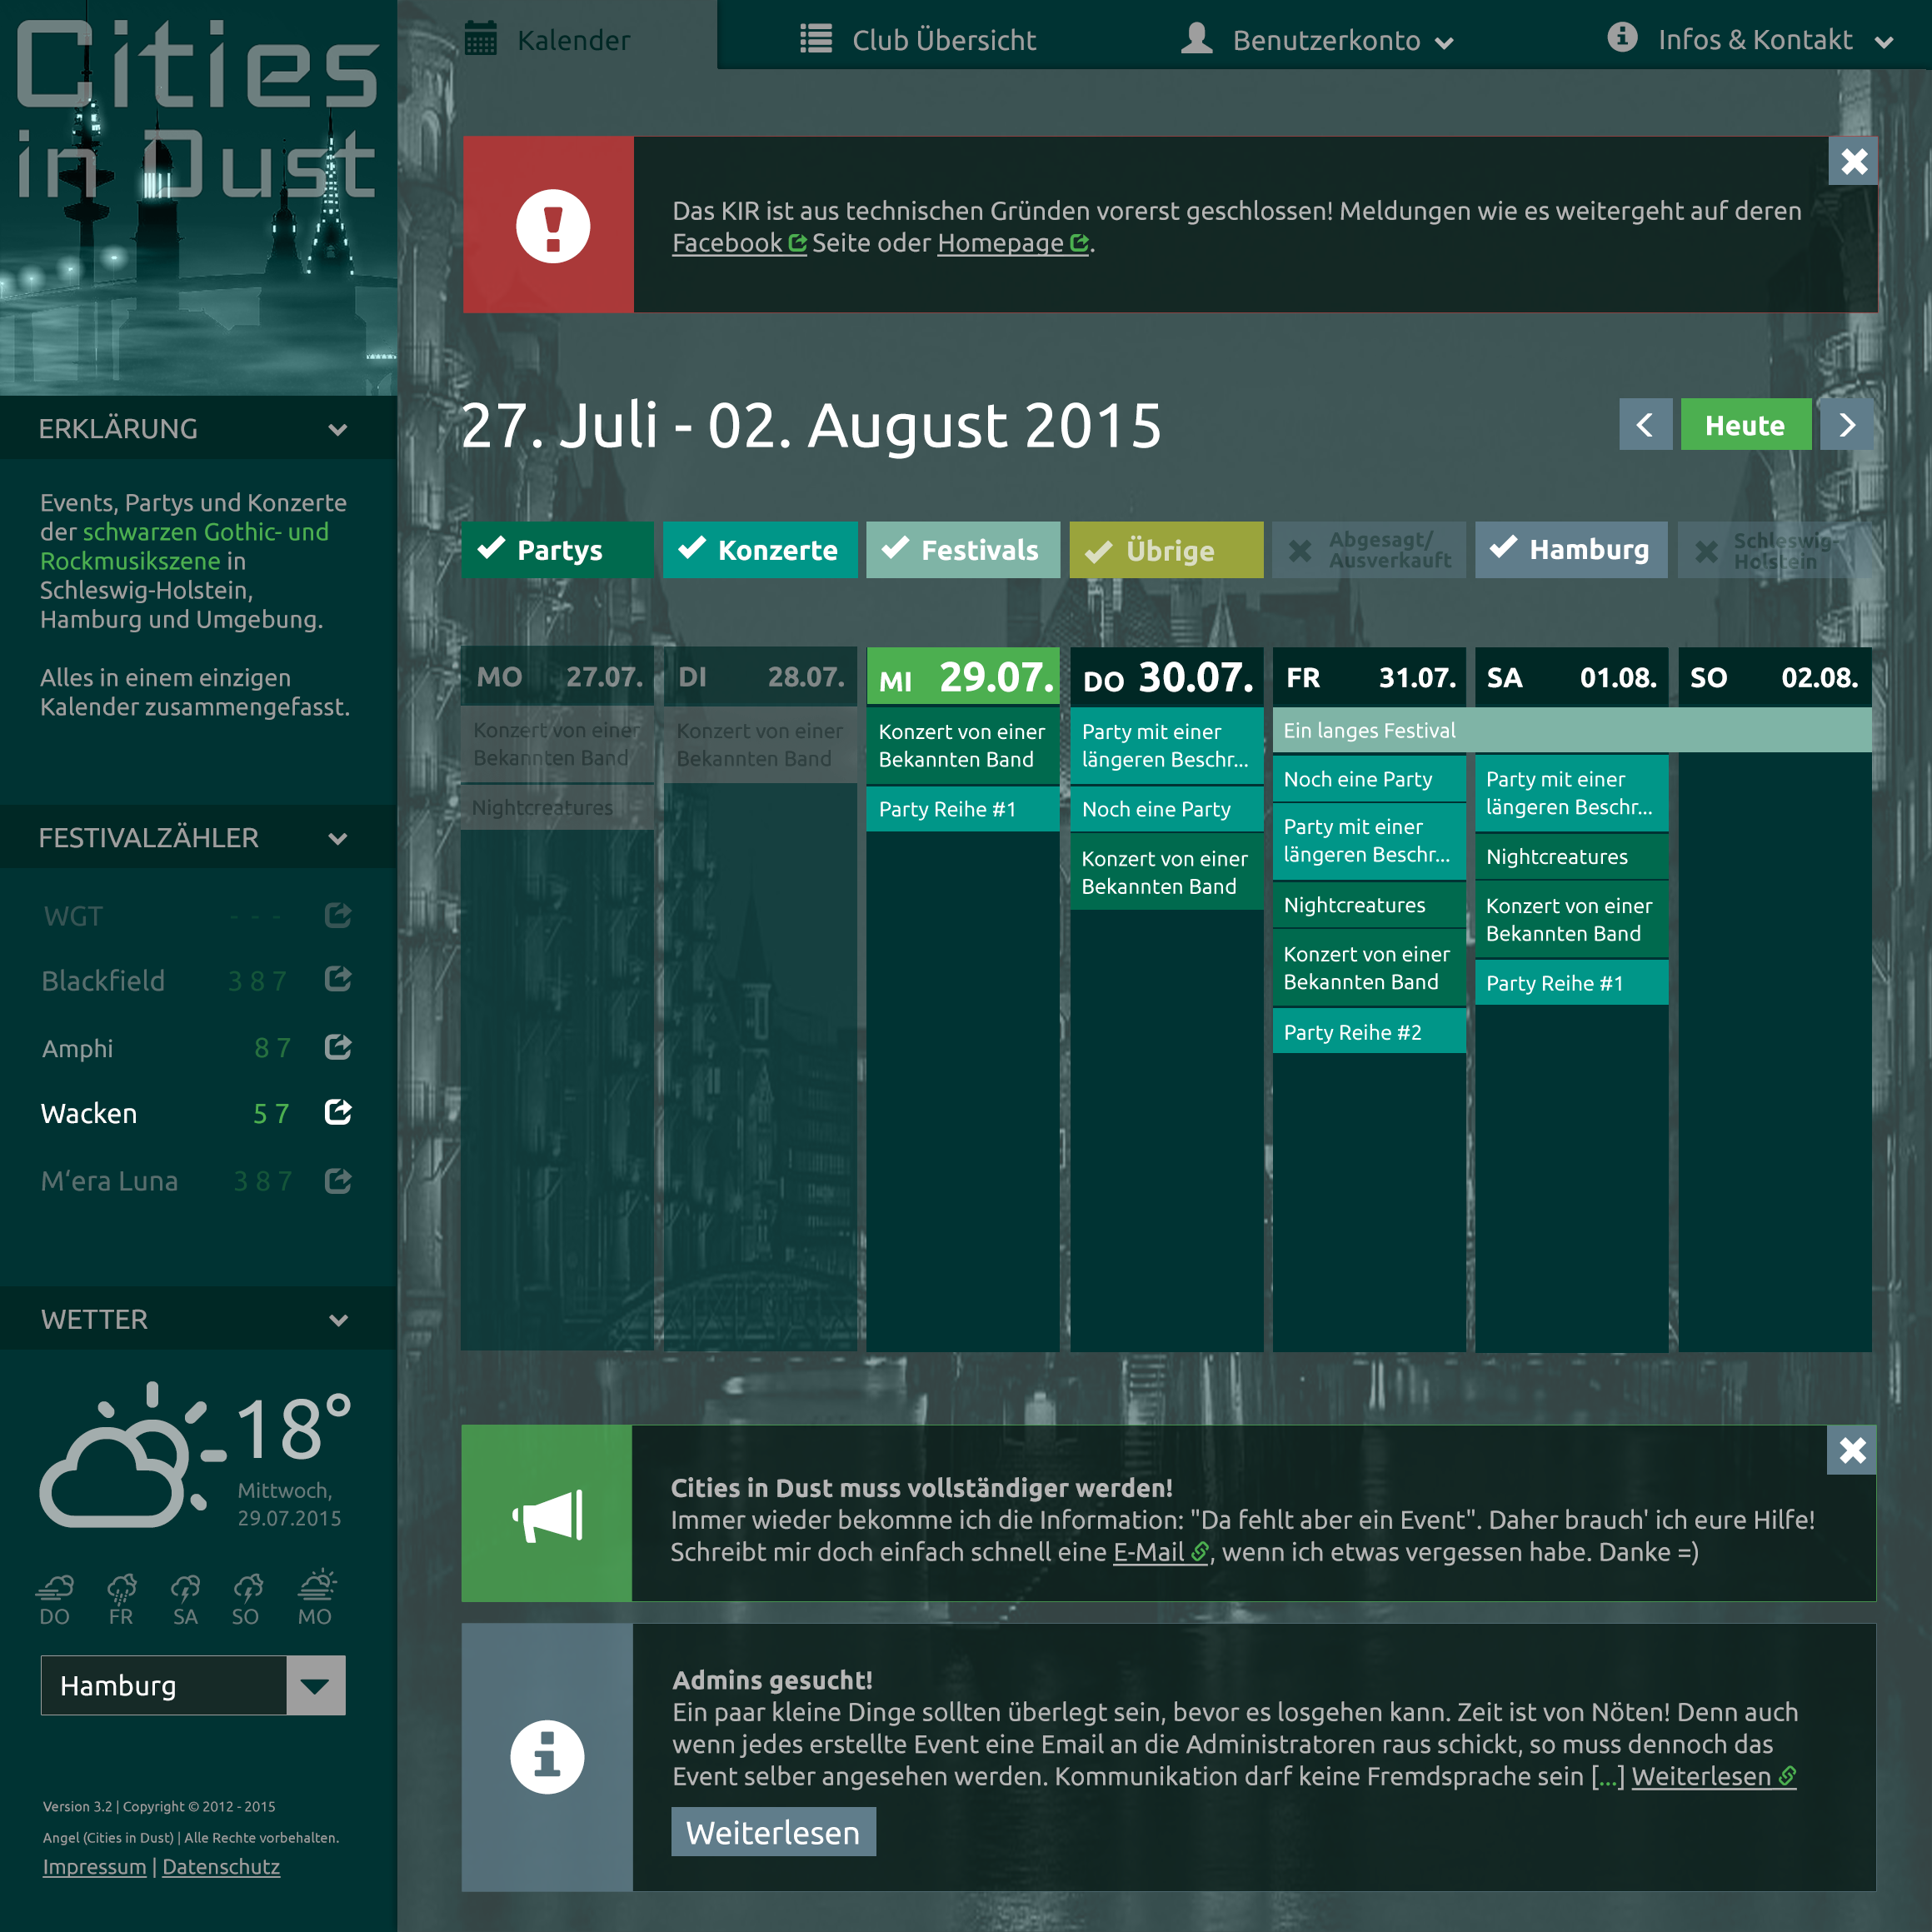 Cities
in Dust
Kalender
Club Übersicht
Benutzerkonto
Infos & Kontakt
Das KIR ist aus technischen Gründen vorerst geschlossen! Meldungen wie es weitergeht auf deren
Facebook Seite oder Homepage .
ERKLÄRUNG
Events, Partys und Konzerte
der schwarzen Gothic- und
Rockmusikszene in
Schleswig-Holstein,
Hamburg und Umgebung.
Alles in einem einzigen
Kalender zusammengefasst.
FESTIVALZÄHLER
WGT - - -
Blackfield 387
Amphi 87
Wacken 57
M‘era Luna 387
WETTER
18°
Mittwoch,
29.07.2015
DO FR SA SO MO
Hamburg
Version 3.2 | Copyright © 2012 - 2015
Angel (Cities in Dust) | Alle Rechte vorbehalten.
Impressum | Datenschutz
27. Juli - 02. August 2015
Heute
Partys
Konzerte
Festivals
Übrige
Abgesagt/
Ausverkauft
Hamburg
Schleswig-
Holstein
MO 27.07.
Konzert von einer
Bekannten Band
Nightcreatures
DI 28.07.
Konzert von einer
Bekannten Band
MI 29.07.
Konzert von einer
Bekannten Band
Party Reihe #1
DO 30.07.
Party mit einer
längeren Beschr...
Noch eine Party
Konzert von einer
Bekannten Band
FR 31.07.
Ein langes Festival
Noch eine Party
Party mit einer
längeren Beschr...
Nightcreatures
Konzert von einer
Bekannten Band
Party Reihe #2
SA 01.08.
Party mit einer
längeren Beschr...
Nightcreatures
Konzert von einer
Bekannten Band
Party Reihe #1
SO 02.08.
Cities in Dust muss vollständiger werden!
Immer wieder bekomme ich die Information: "Da fehlt aber ein Event". Daher brauch' ich eure Hilfe!
Schreibt mir doch einfach schnell eine E-Mail , wenn ich etwas vergessen habe. Danke =)
Admins gesucht!
Ein paar kleine Dinge sollten überlegt sein, bevor es losgehen kann. Zeit ist von Nöten! Denn auch
wenn jedes erstellte Event eine Email an die Administratoren raus schickt, so muss dennoch das
Event selber angesehen werden. Kommunikation darf keine Fremdsprache sein [...] Weiterlesen
Weiterlesen